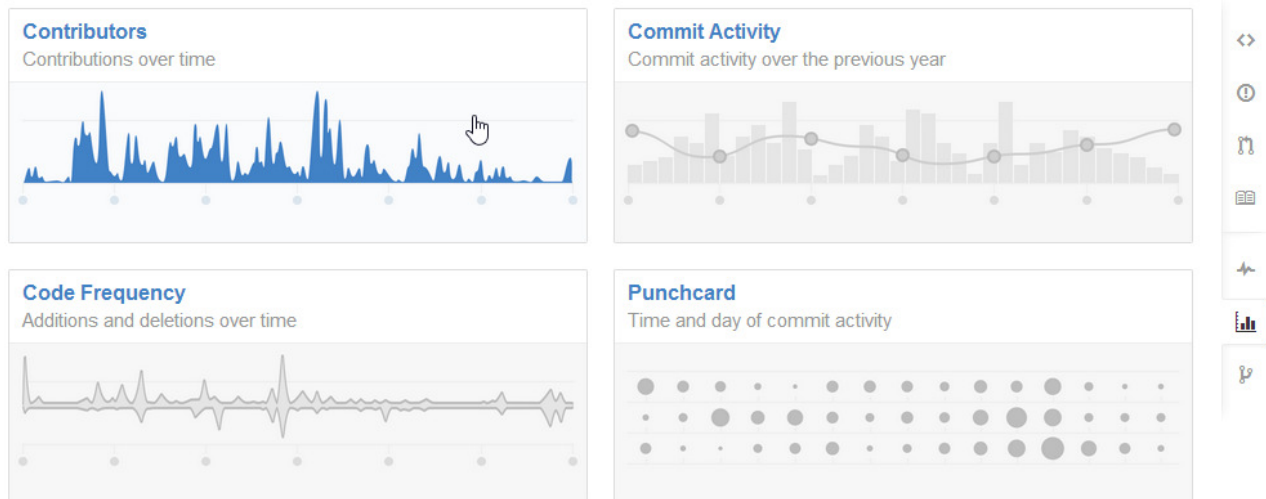 Contributors
Contributions over time
Commit Activity
Commit activity over the previous year
Code Frequency
Additions and deletions over time
Punchcard
Time and day of commit activity